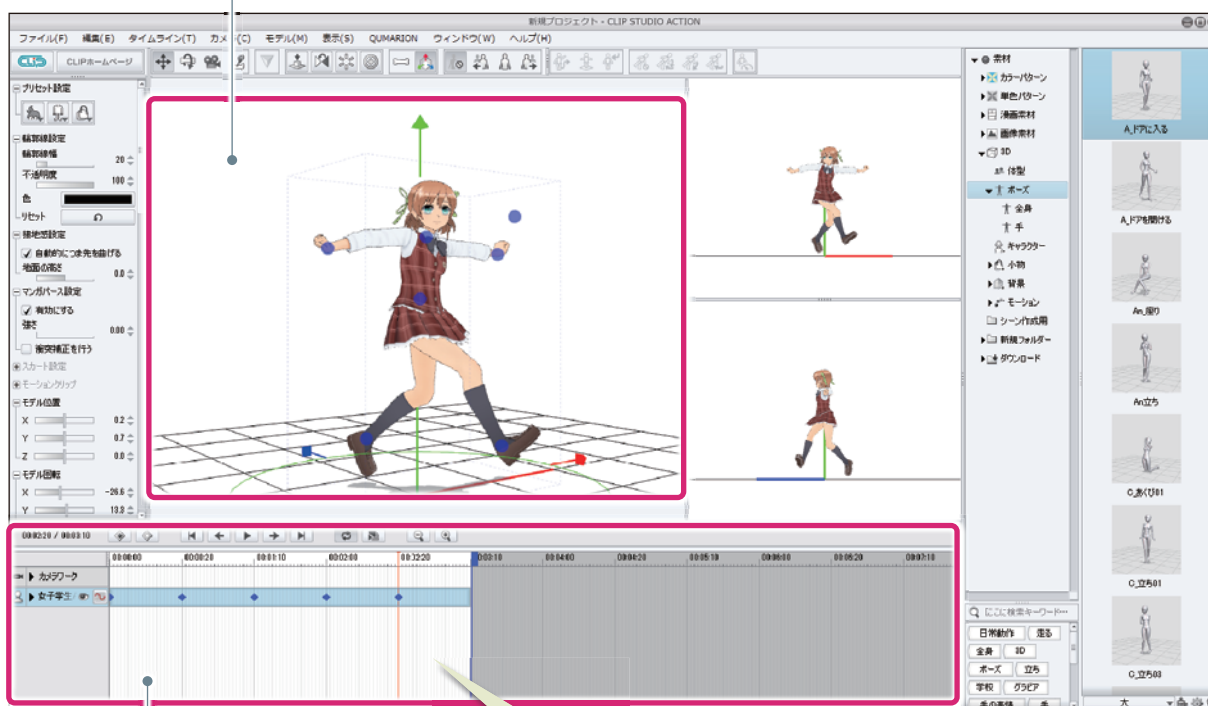 新規プロジェクト - CLIP STUDIO ACTION
ファイル(F) 編集(E) タイムライン(T) カメラ(C) モデル(M) 表示(S) QUMARION ウィンドウ(W) ヘルプ(H)
CLIP CLIPホームページ
プリセット設定
輪郭線設定
輪郭線幅 20
不透明度 100
色
リセット
接地感設定
自動的につま先を曲げる
地面の高さ 0.0
マンガパース設定
有効にする
強さ 0.00
衝突補正を行う
スカート設定
モーションクリップ
モデル位置
X 0.2
Y 0.7
Z 0.0
モデル回転
X -26.6
Y 13.3
素材
カラーパターン
単色パターン
漫画素材
画像素材
3D
体型
ポーズ
全身
手
キャラクター
小物
背景
モーション
シーン作成用
新規フォルダー
ダウンロード
A_ドアに入る
A_ドアを開ける
An_座り
An立ち
C_あくび01
C_立ち01
C_立ち03
大
ここに検索キーワード…
日常動作 走る
全身 3D
ポーズ 立ち
学校 グラビア
手の表情 手
00:02:20 / 00:03:10
00:00:00 00:00:20 00:01:10 00:02:00 00:02:20 00:03:10 00:04:00 00:04:20 00:05:10 00:06:00 00:06:20 00:07:10
カメラワーク
女子学生